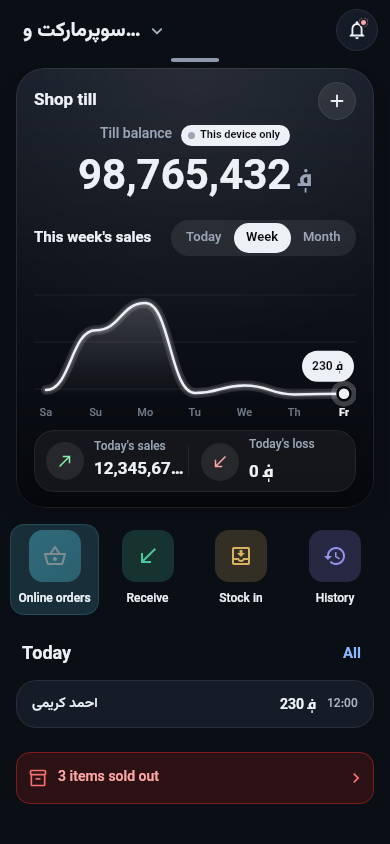 سوپرمارکت و...
Shop till
Till balance This device only
98,765,432 ؋
This week's sales Today Week Month
230 ؋
Sa Su Mo Tu We Th Fr
Today's sales Today's loss
12,345,67... 0 ؋
Online orders Receive Stock in History
Today All
احمد کریمی 230 ؋ 12:00
3 items sold out